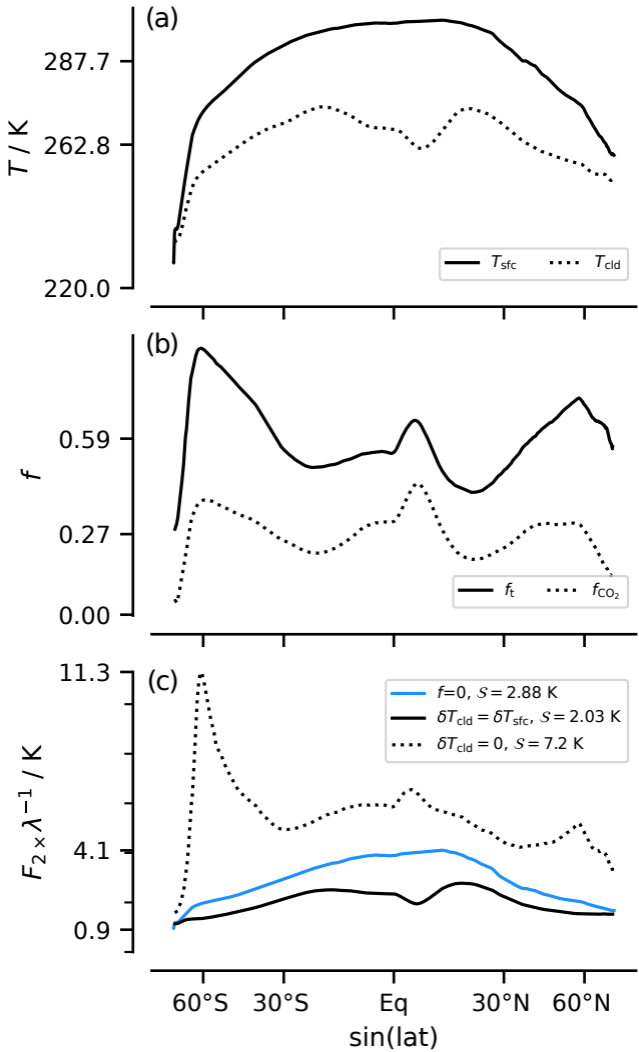 (a)
287.7
262.8
220.0
T / K
T_sfc T_cld
(b)
0.59
0.27
0.00
f
f_t f_CO₂
(c)
11.3
4.1
0.9
F_2× λ⁻¹ / K
f=0, 𝒮 = 2.88 K
δT_cld = δT_sfc, 𝒮 = 2.03 K
δT_cld = 0, 𝒮 = 7.2 K
60°S 30°S Eq 30°N 60°N
sin(lat)